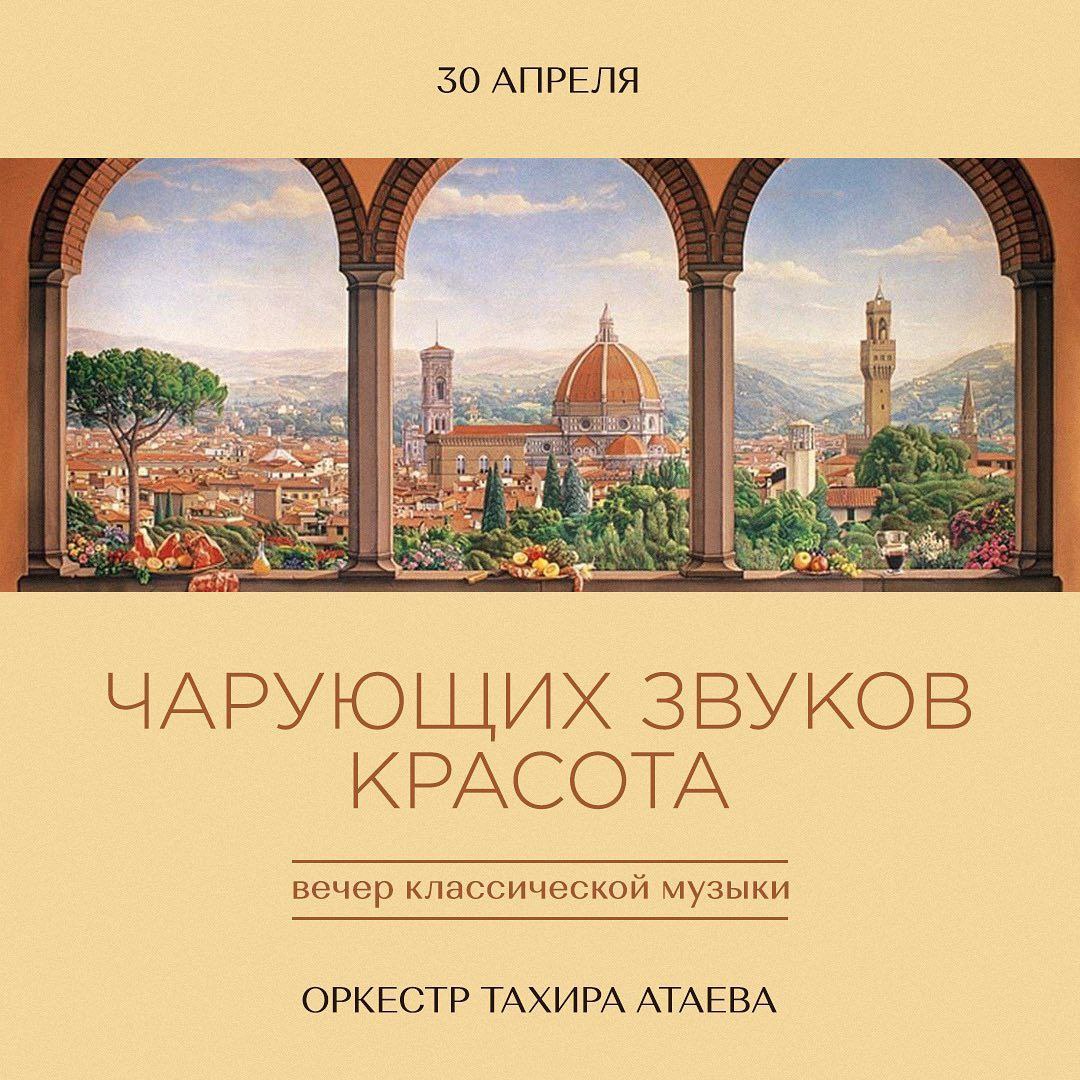 30 АПРЕЛЯ
ЧАРУЮЩИХ ЗВУКОВ
КРАСОТА
вечер классической музыки
ОРКЕСТР ТАХИРА АТАЕВА